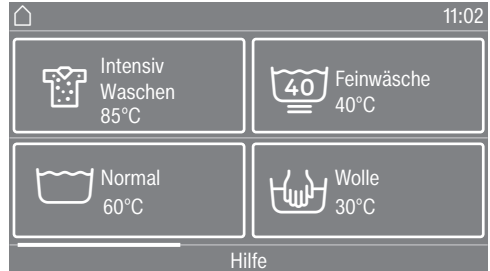 11:02
Intensiv
Waschen
85°C
40
Feinwäsche
40°C
Normal
60°C
Wolle
30°C
Hilfe